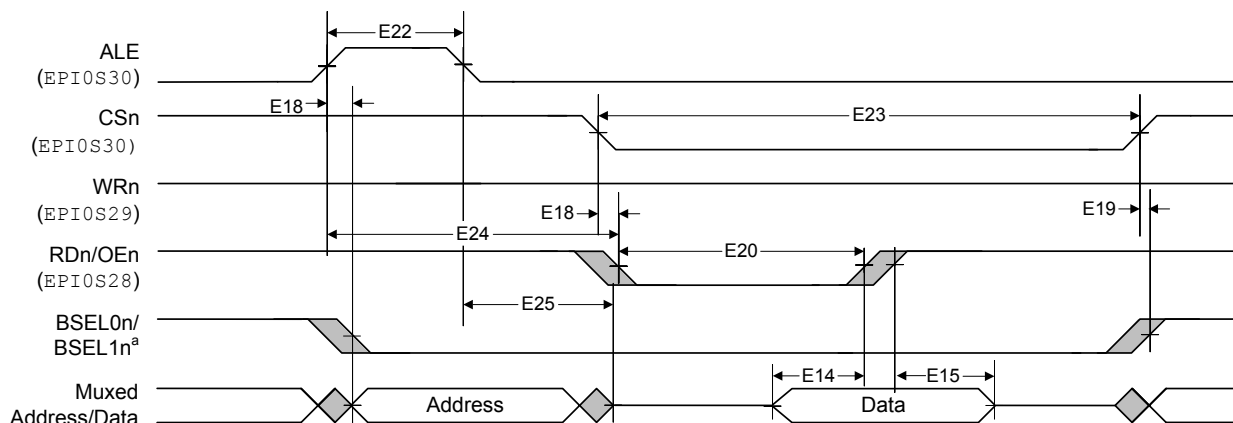 E22
ALE
(EPI0S30)
E18
CSn
(EPI0S30)
E23
WRn
(EPI0S29)
E18
E19
E24
RDn/OEn
(EPI0S28)
E20
E25
BSEL0n/
BSEL1nᵃ
Muxed
Address/Data
Address
E14
E15
Data